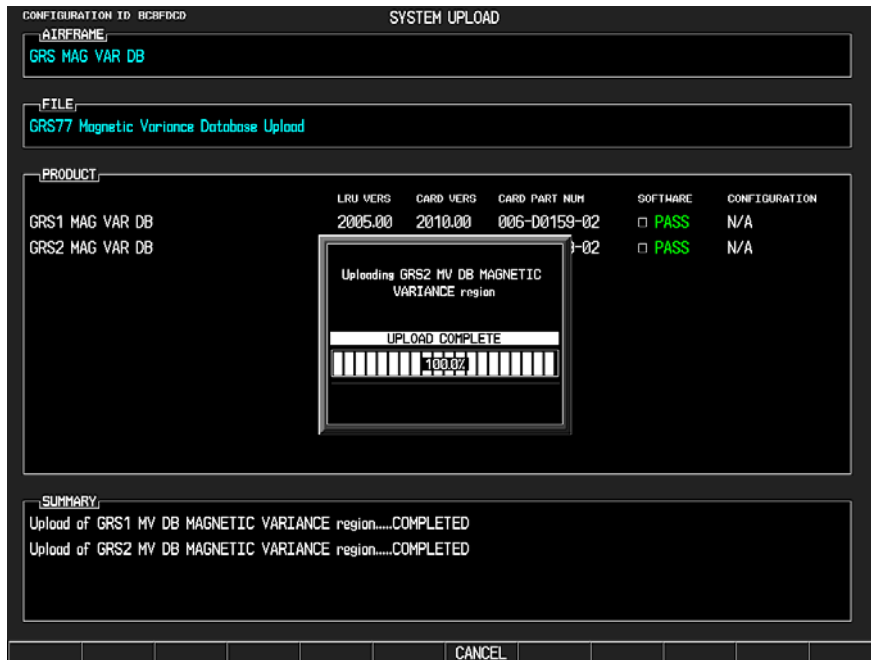 CONFIGURATION ID BC8FDCD
SYSTEM UPLOAD
AIRFRAME
GRS MAG VAR DB
FILE
GRS77 Magnetic Variance Database Upload
PRODUCT
LRU VERS CARD VERS CARD PART NUM SOFTWARE CONFIGURATION
GRS1 MAG VAR DB 2005.00 2010.00 006-D0159-02 □ PASS N/A
GRS2 MAG VAR DB -02 □ PASS N/A
Uploading GRS2 MV DB MAGNETIC
VARIANCE region
UPLOAD COMPLETE
100.0%
SUMMARY
Upload of GRS1 MV DB MAGNETIC VARIANCE region.....COMPLETED
Upload of GRS2 MV DB MAGNETIC VARIANCE region.....COMPLETED
CANCEL